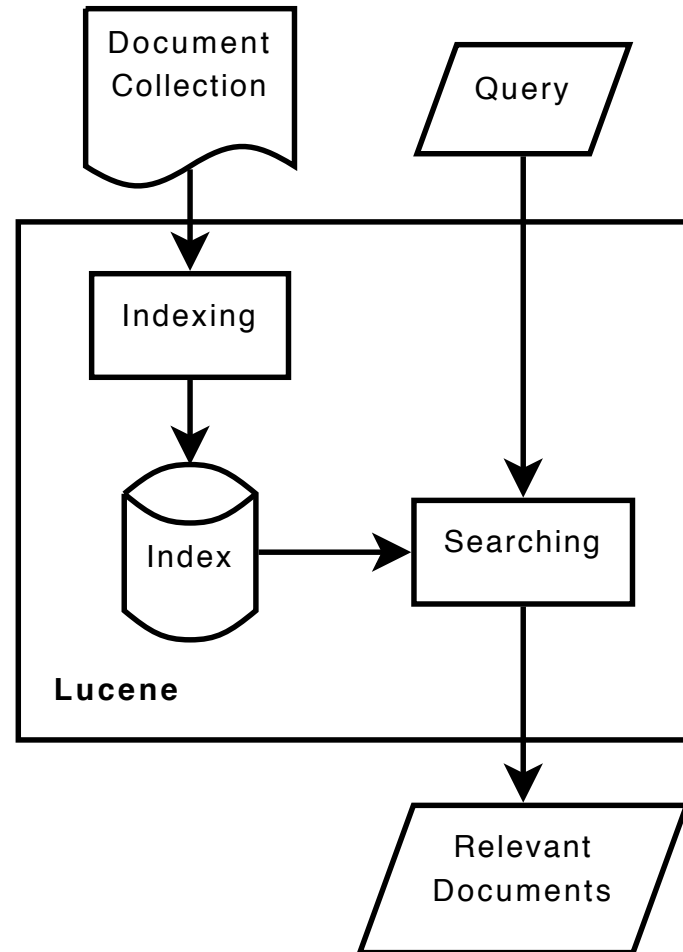 Document
Collection
Query
Indexing
Index
Searching
Lucene
Relevant
Documents